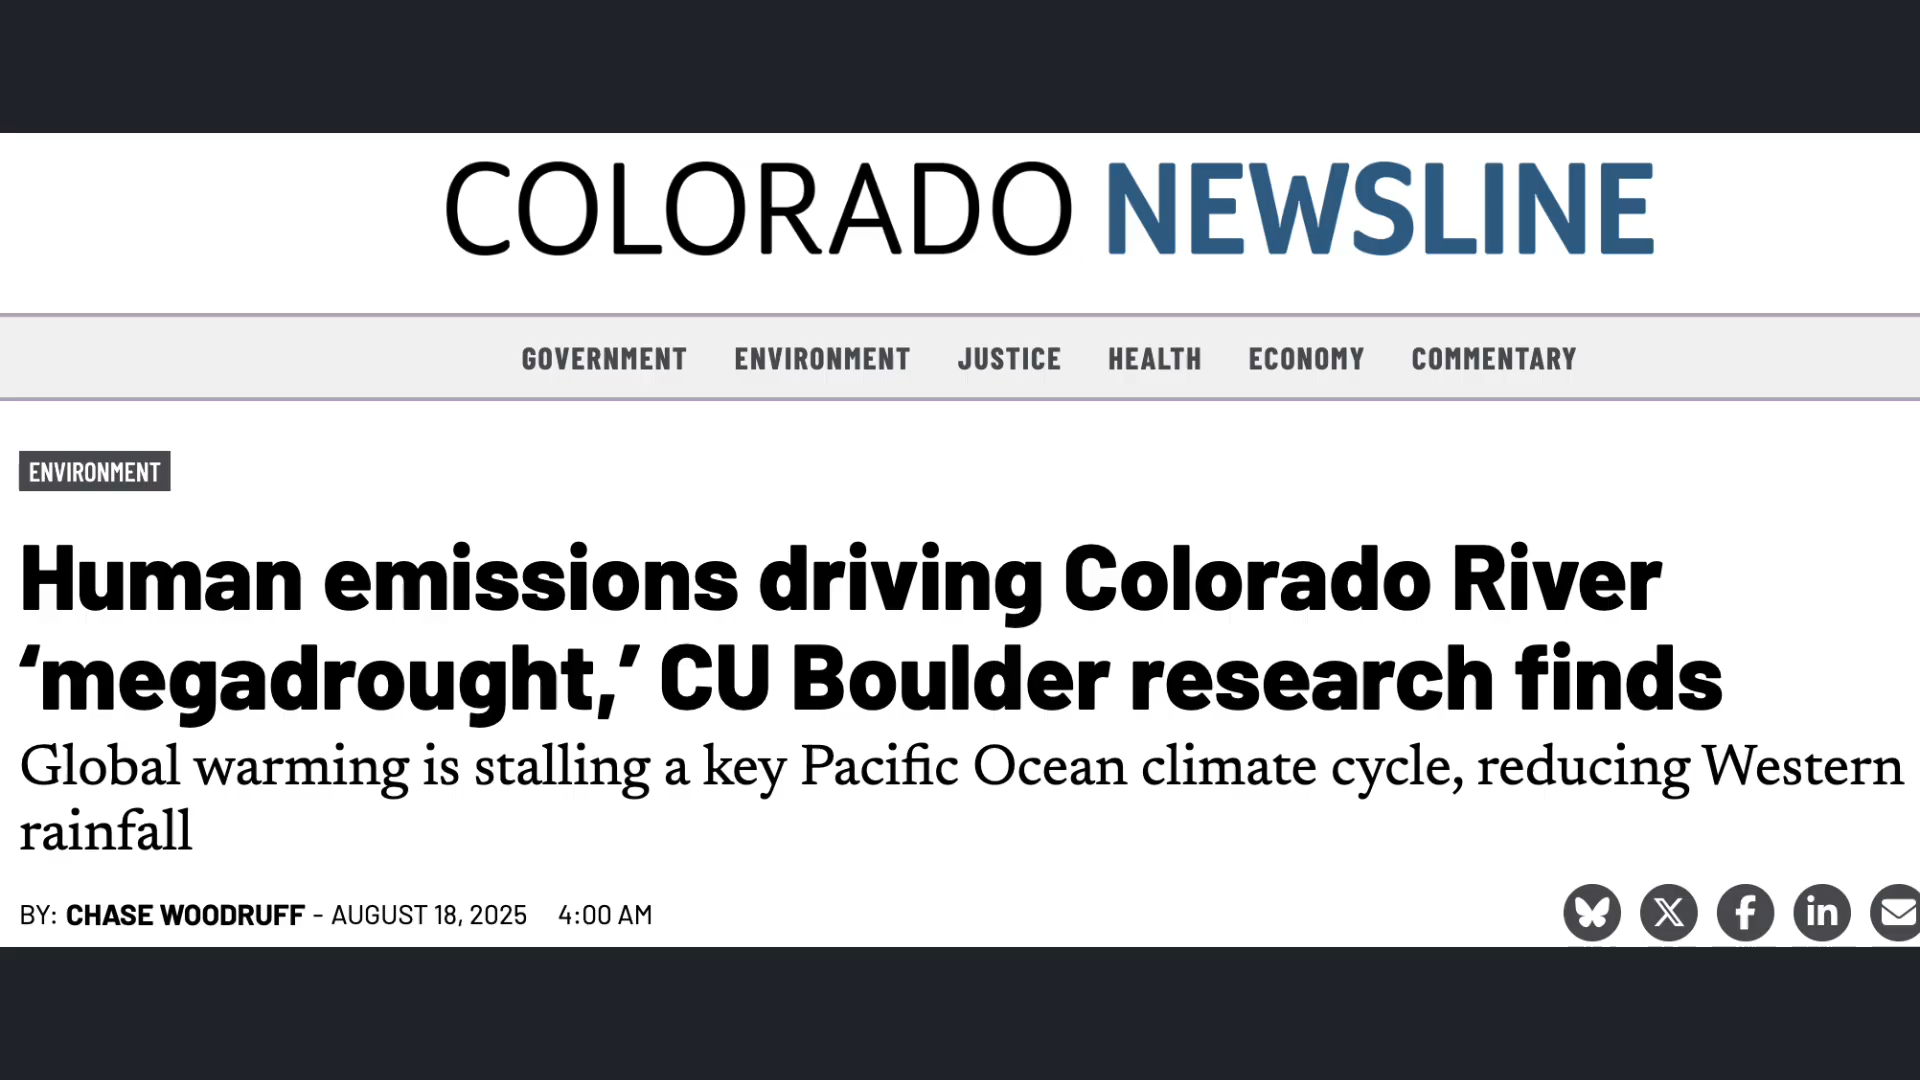 COLORADO NEWSLINE
GOVERNMENT ENVIRONMENT JUSTICE HEALTH ECONOMY COMMENTARY
ENVIRONMENT
Human emissions driving Colorado River
‘megadrought,’ CU Boulder research finds
Global warming is stalling a key Pacific Ocean climate cycle, reducing Western
rainfall
BY: CHASE WOODRUFF - AUGUST 18, 2025 4:00 AM